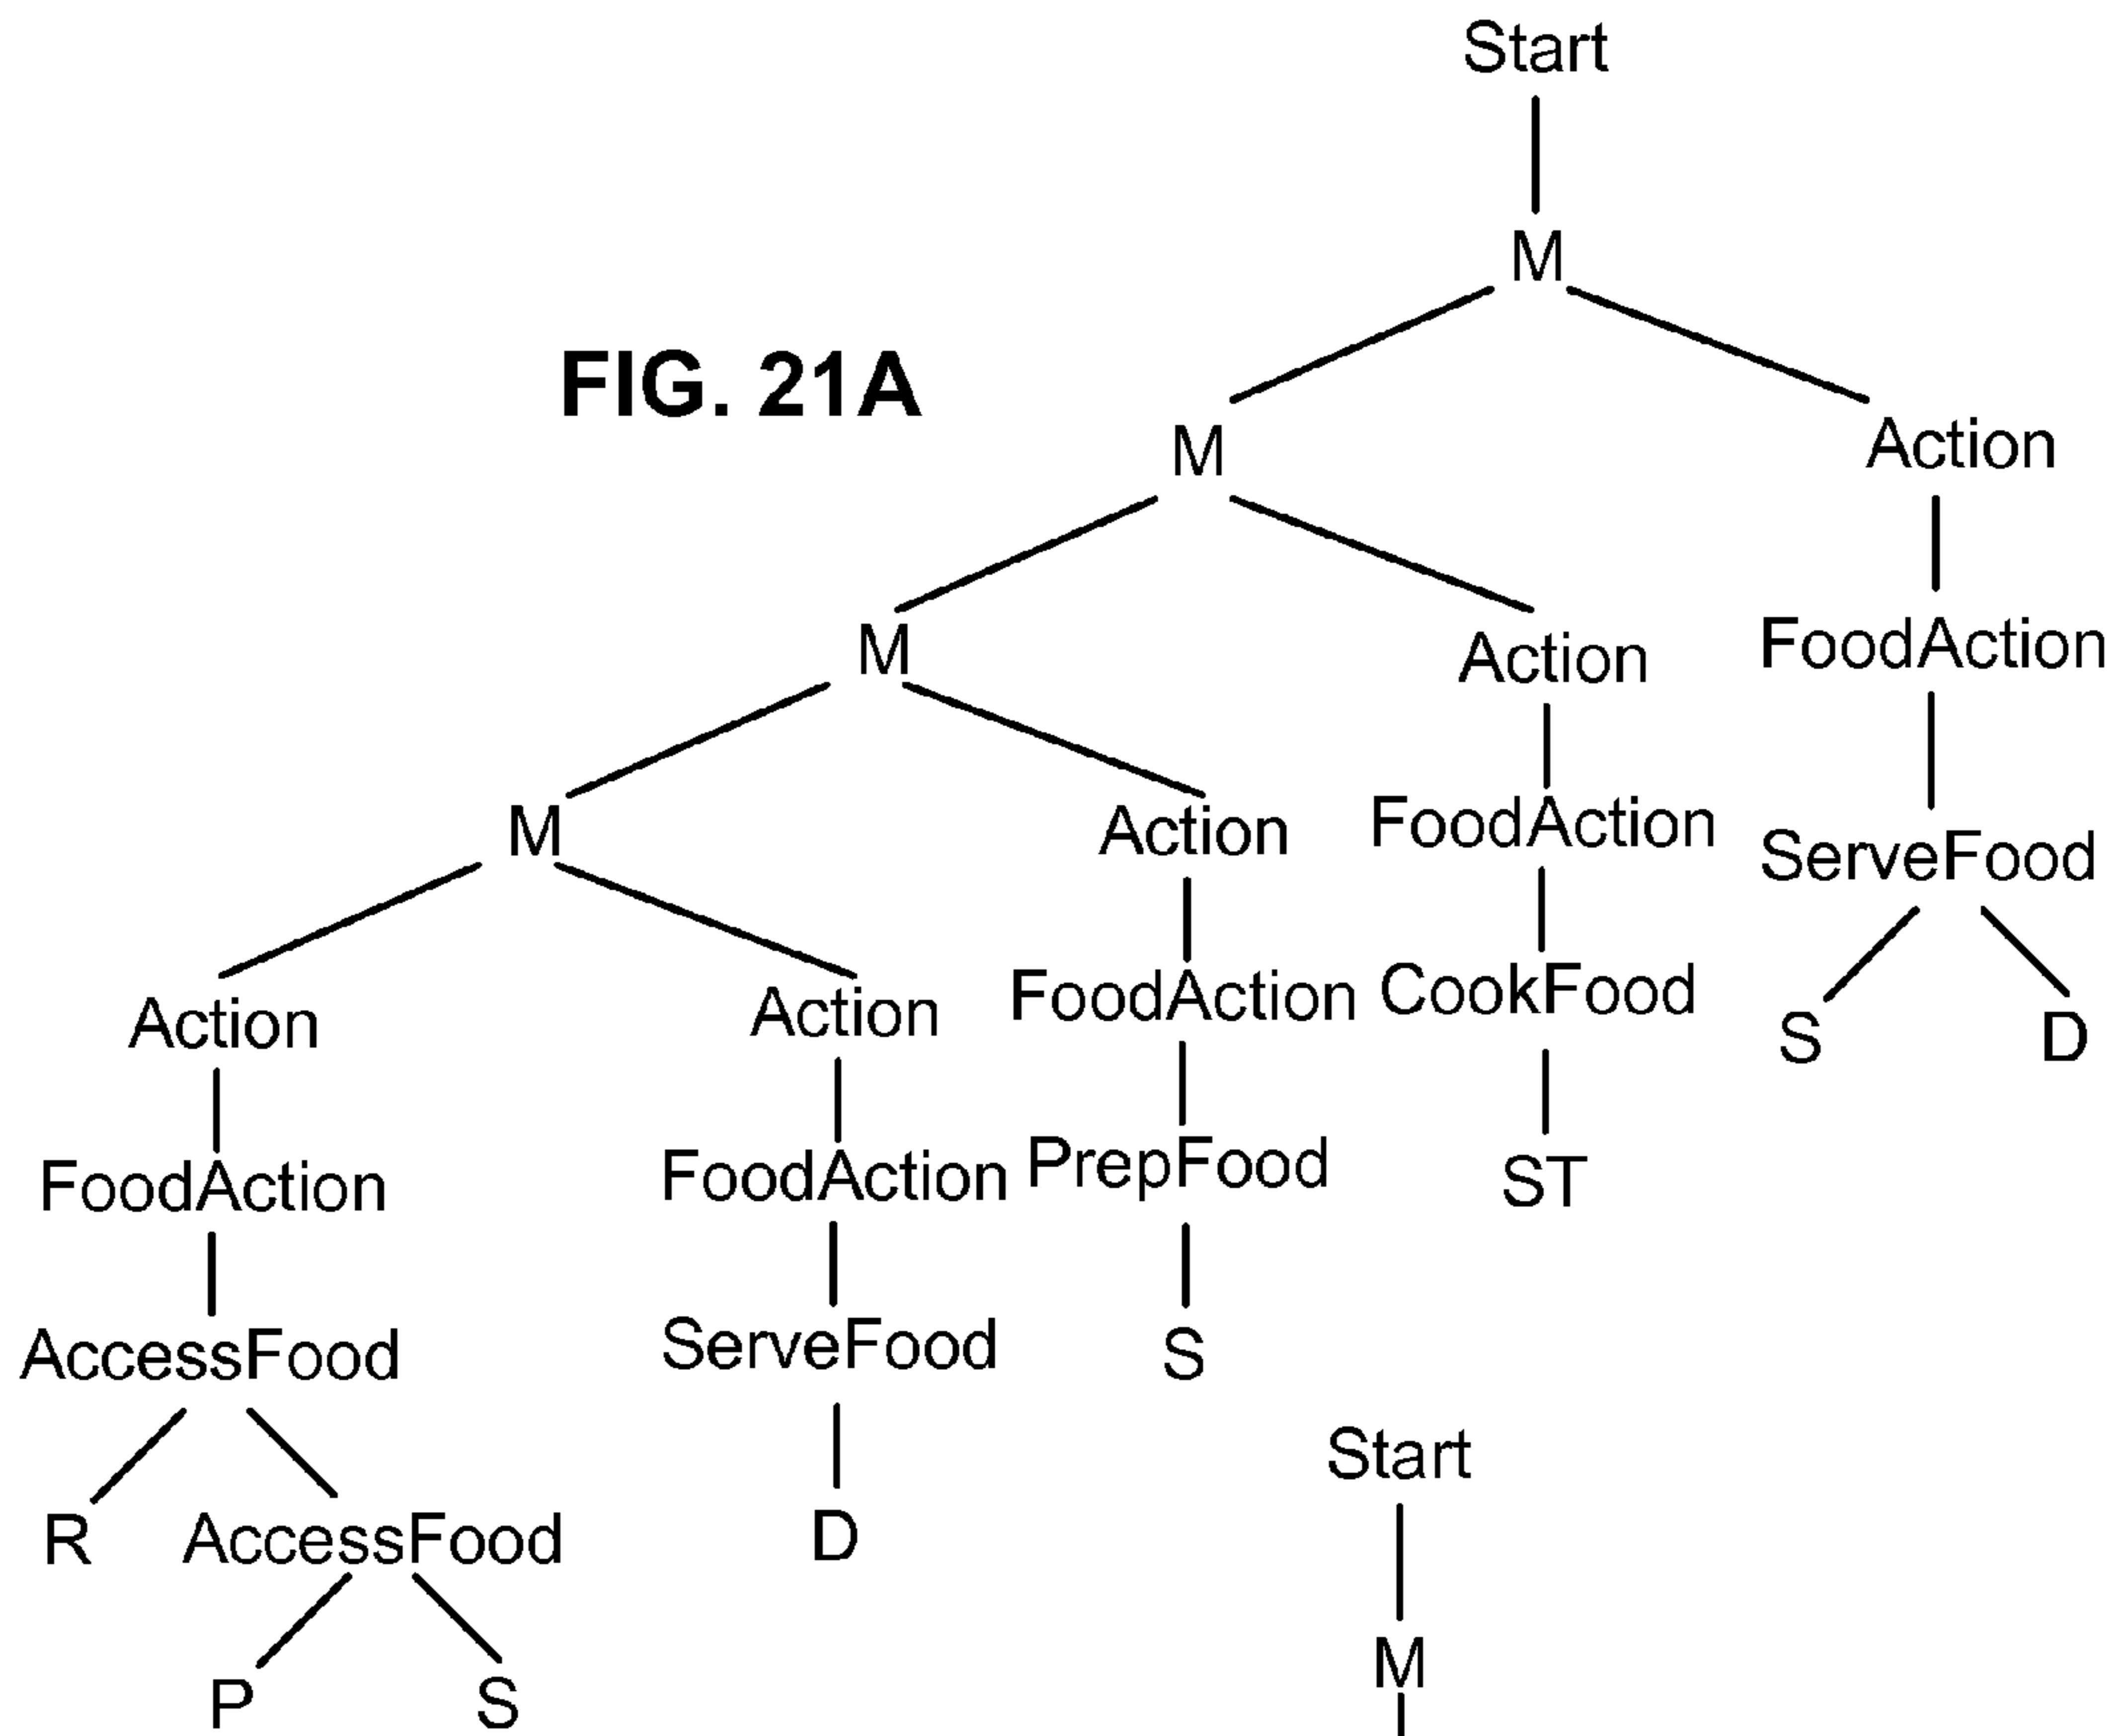 Start
M
FIG. 21A
M Action
M Action FoodAction
M Action FoodAction ServeFood
Action Action FoodAction CookFood S D
FoodAction FoodAction PrepFood ST
AccessFood ServeFood S
Start
R AccessFood D
M
P S